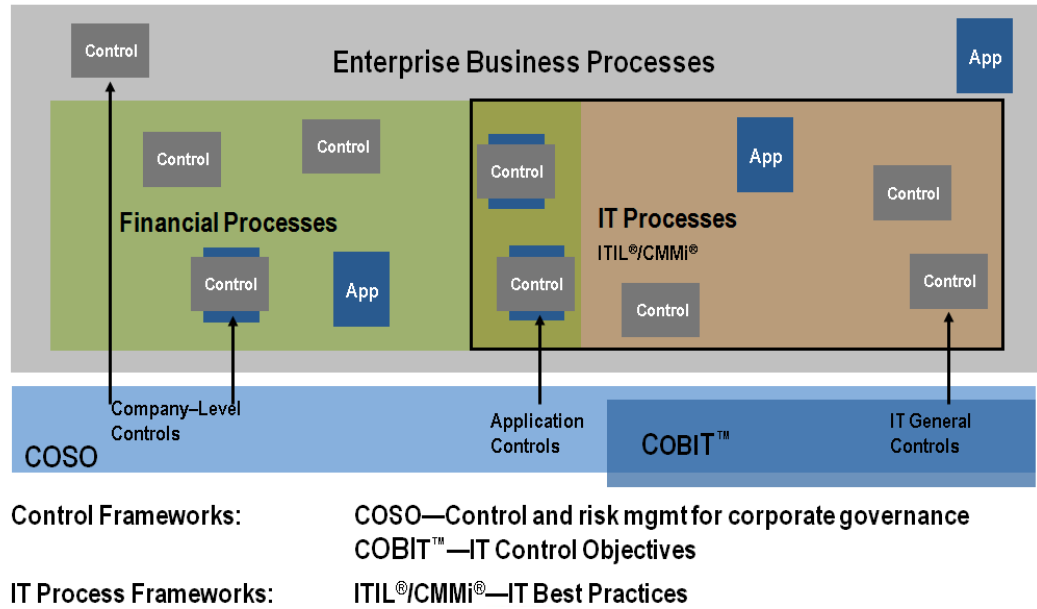 Control
App
Enterprise Business Processes
Control
Control
Control
App
Control
Financial Processes
IT Processes
ITIL®/CMMi®
Control
App
Control
Control
Control
Company–Level
Controls
Application
Controls
IT General
Controls
COSO
COBIT™
Control Frameworks: COSO—Control and risk mgmt for corporate governance
COBIT™—IT Control Objectives
IT Process Frameworks: ITIL®/CMMi®—IT Best Practices